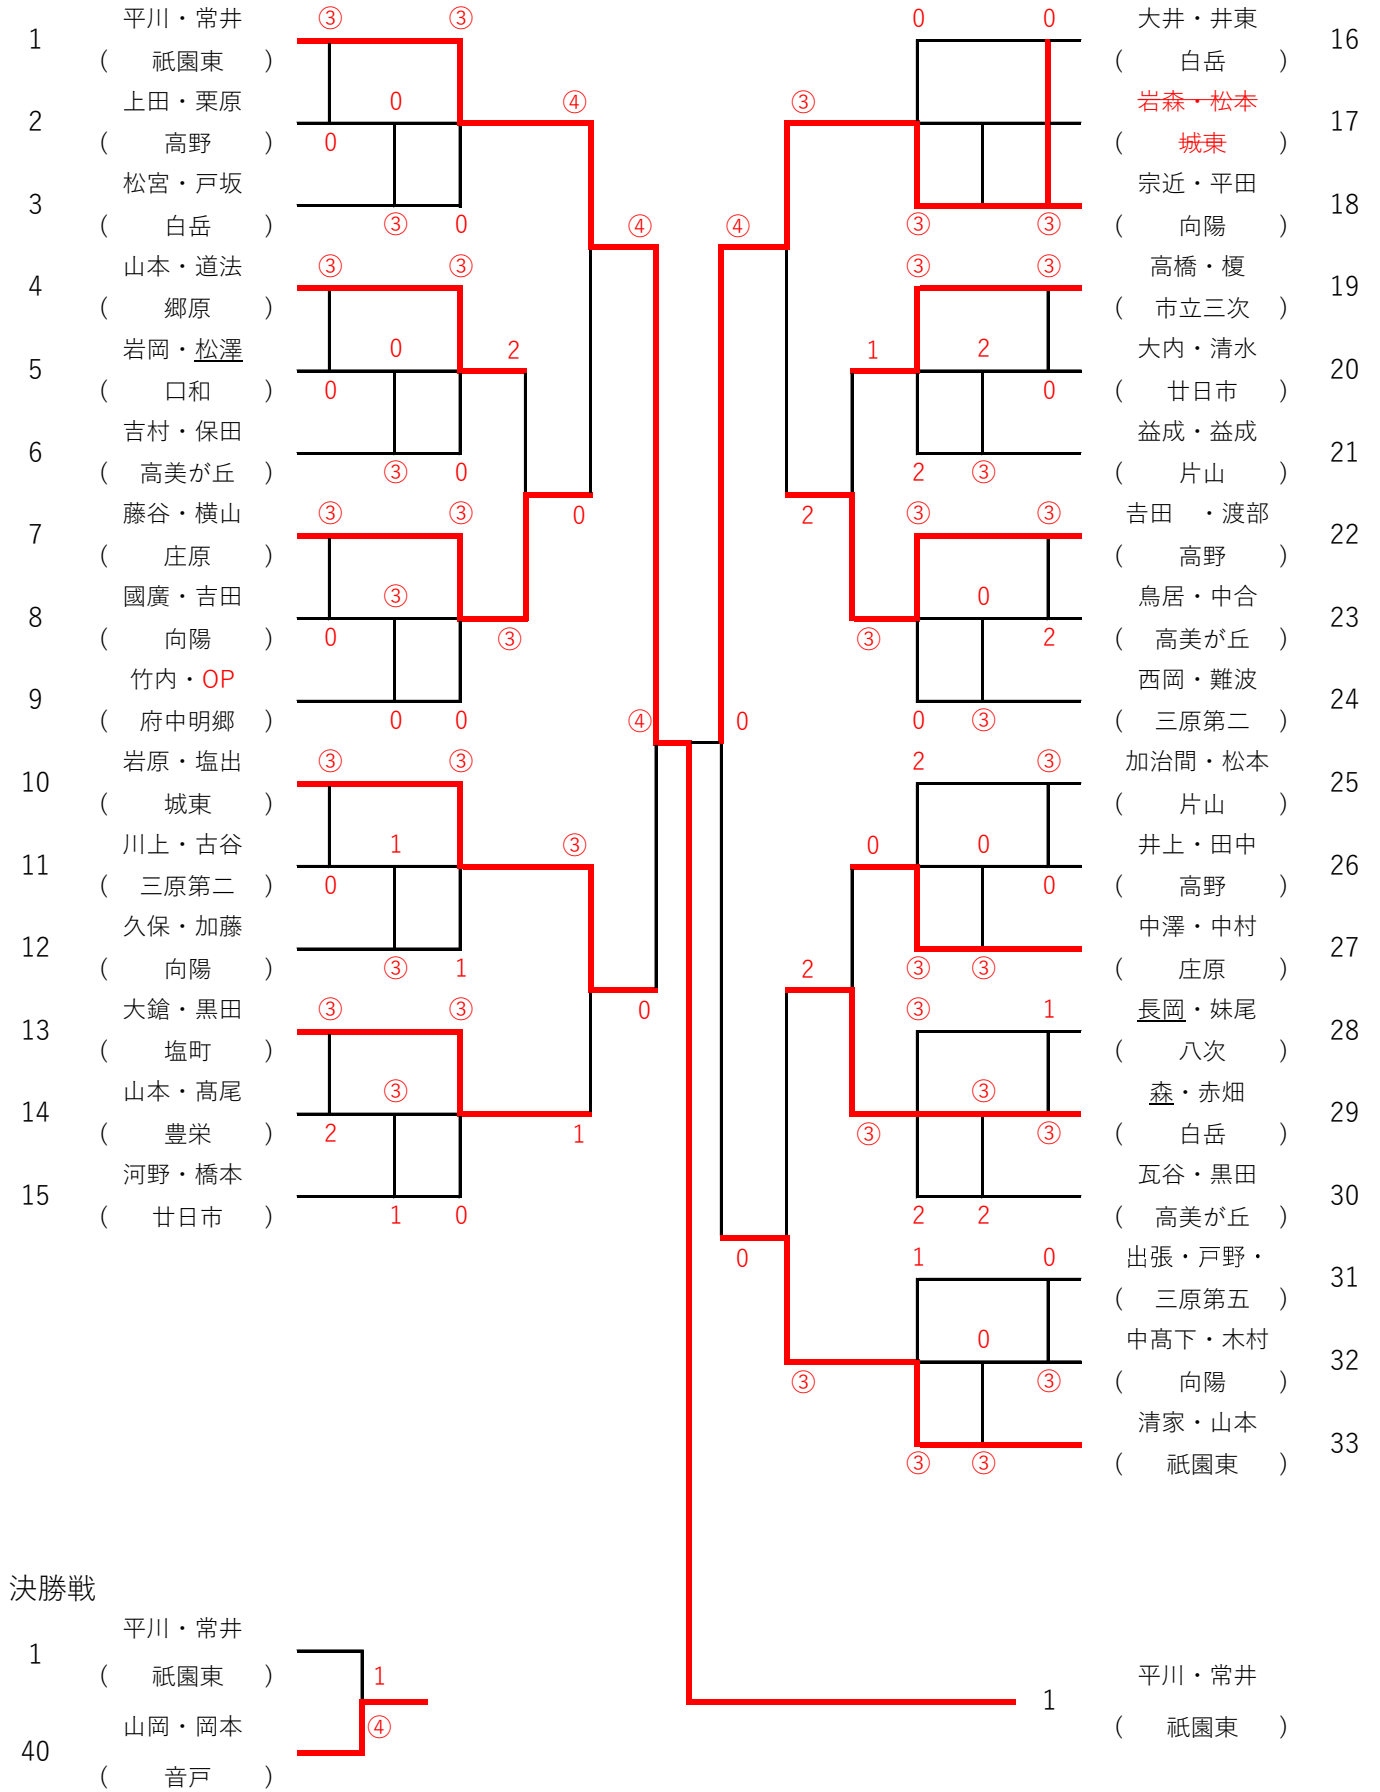 平川・常井 ③ ③
1
( 祇園東 )
上田・栗原 0 ④
2
( 高野 ) 0
松宮・戸坂
3
( 白岳 ) ③ 0 ④
山本・道法 ③ ③
4
( 郷原 )
岩岡・松澤 0 2
5
( 口和 ) 0
吉村・保田
6
( 高美が丘 ) ③ 0
藤谷・横山 ③ ③ 0
7
( 庄原 )
國廣・吉田 ③
8
( 向陽 ) 0 ③
竹内・OP
9
( 府中明郷 ) 0 0 ④
岩原・塩出 ③ ③
10
( 城東 )
川上・古谷 1 ③
11
( 三原第二 ) 0
久保・加藤
12
( 向陽 ) ③ 1
大鎗・黒田 ③ ③ 0
13
( 塩町 )
山本・髙尾 ③
14
( 豊栄 ) 2 1
河野・橋本
15
( 廿日市 ) 1 0
0 0 大井・井東
16
( 白岳 )
③ 岩森・松本
17
( 城東 )
宗近・平田
18
④ ③ ③ ( 向陽 )
③ ③ 高橋・榎
19
( 市立三次 )
1 2 大内・清水
20
0 ( 廿日市 )
益成・益成
21
2 ③ ( 片山 )
2 ③ ③ 𠮷田 ・渡部
22
( 高野 )
0 鳥居・中合
23
③ 2 ( 高美が丘 )
西岡・難波
24
0 0 ③ ( 三原第二 )
2 ③ 加治間・松本
25
( 片山 )
0 0 井上・田中
26
0 ( 高野 )
中澤・中村
27
2 ③ ③ ( 庄原 )
③ 1 長岡・妹尾
28
( 八次 )
③ 森・赤畑
29
③ ③ ( 白岳 )
瓦谷・黒田
30
2 2 ( 高美が丘 )
0 1 0 出張・戸野・
31
( 三原第五 )
0 中髙下・木村
32
③ ③ ( 向陽 )
清家・山本
33
③ ③ ( 祇園東 )
決勝戦
平川・常井
1
( 祇園東 ) 1
山岡・岡本 ④
40
( 音戸 )
平川・常井
1
( 祇園東 )